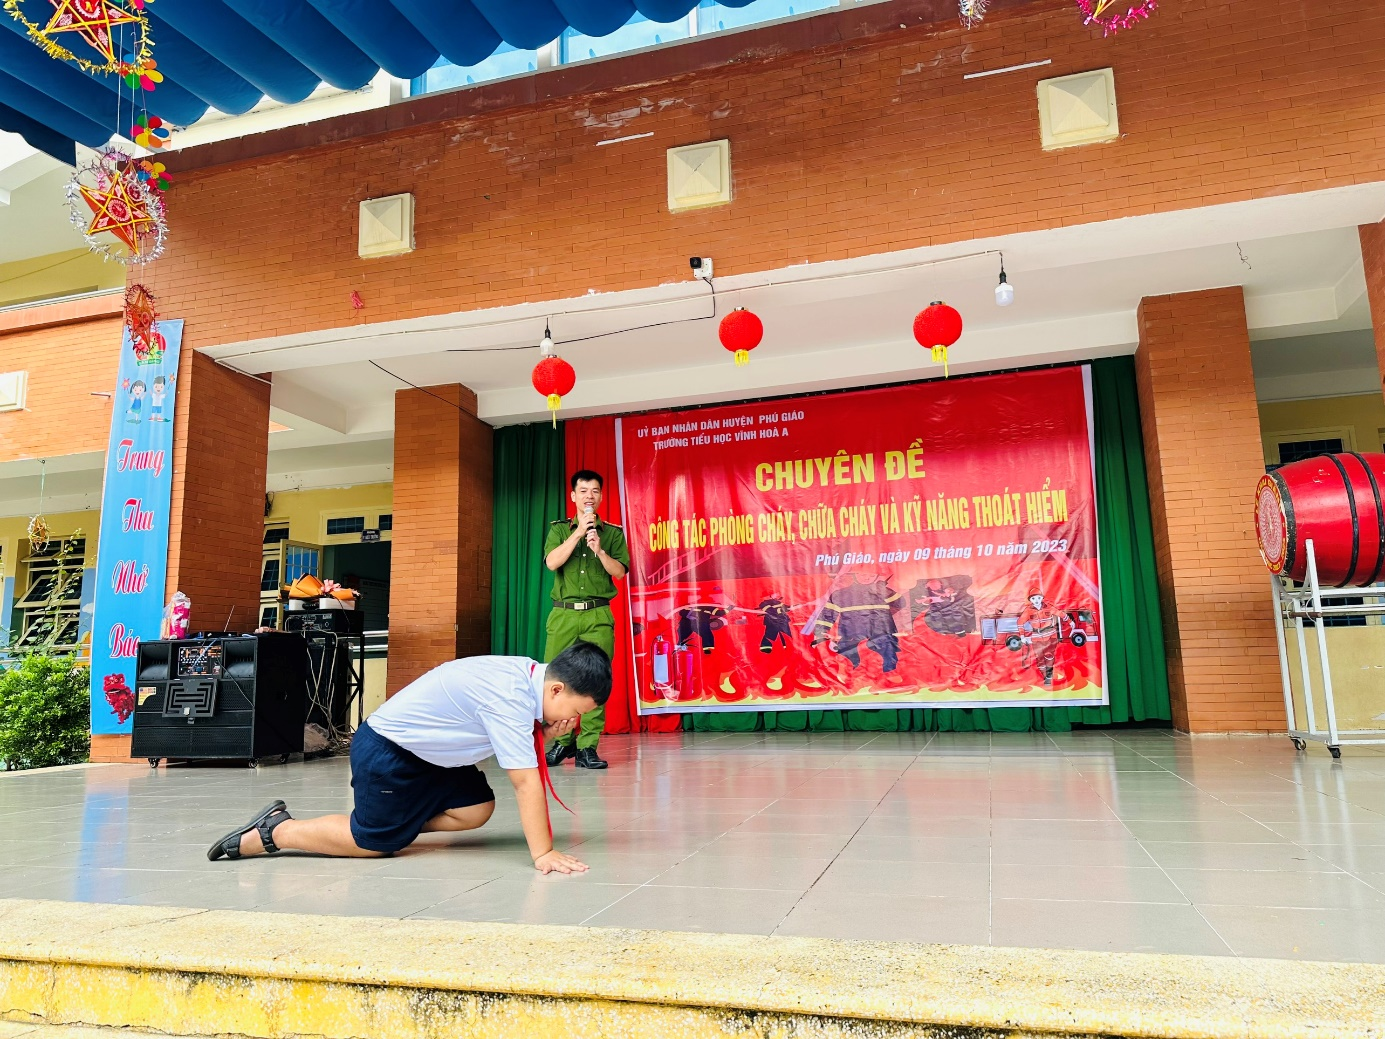 UỶ BAN NHÂN DÂN HUYỆN PHÚ GIÁO
TRƯỜNG TIỂU HỌC VĨNH HOÀ A
CHUYÊN ĐỀ
CÔNG TÁC PHÒNG CHÁY, CHỮA CHÁY VÀ KỸ NĂNG THOÁT HIỂM
Phú Giáo, ngày 09 tháng 10 năm 2023
Trung
Thu
Nhớ
Bác